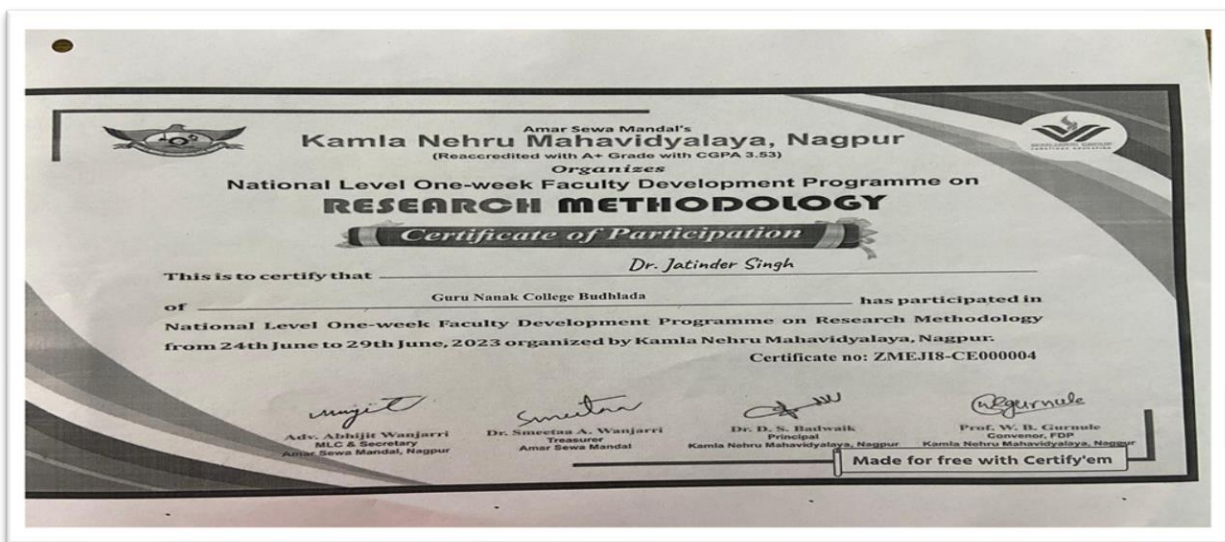 Amar Sewa Mandal's
Kamla Nehru Mahavidyalaya, Nagpur
(Reaccredited with A+ Grade with CGPA 3.53)
Organizes
National Level One-week Faculty Development Programme on
RESEARCH METHODOLOGY
Certificate of Participation
This is to certify that Dr. Jatinder Singh
of Guru Nanak College Budhlada has participated in
National Level One-week Faculty Development Programme on Research Methodology
from 24th June to 29th June, 2023 organized by Kamla Nehru Mahavidyalaya, Nagpur.
Certificate no: ZMEJI8-CE000004
Adv. Abhijit Wanjarri
MLC & Secretary
Amar Sewa Mandal, Nagpur
Dr. Smeetaa A. Wanjarri
Treasurer
Amar Sewa Mandal
Dr. D. S. Badwaik
Principal
Kamla Nehru Mahavidyalaya, Nagpur
Prof. W. B. Gurnule
Convenor, FDP
Kamla Nehru Mahavidyalaya, Nagpur
Made for free with Certify'em